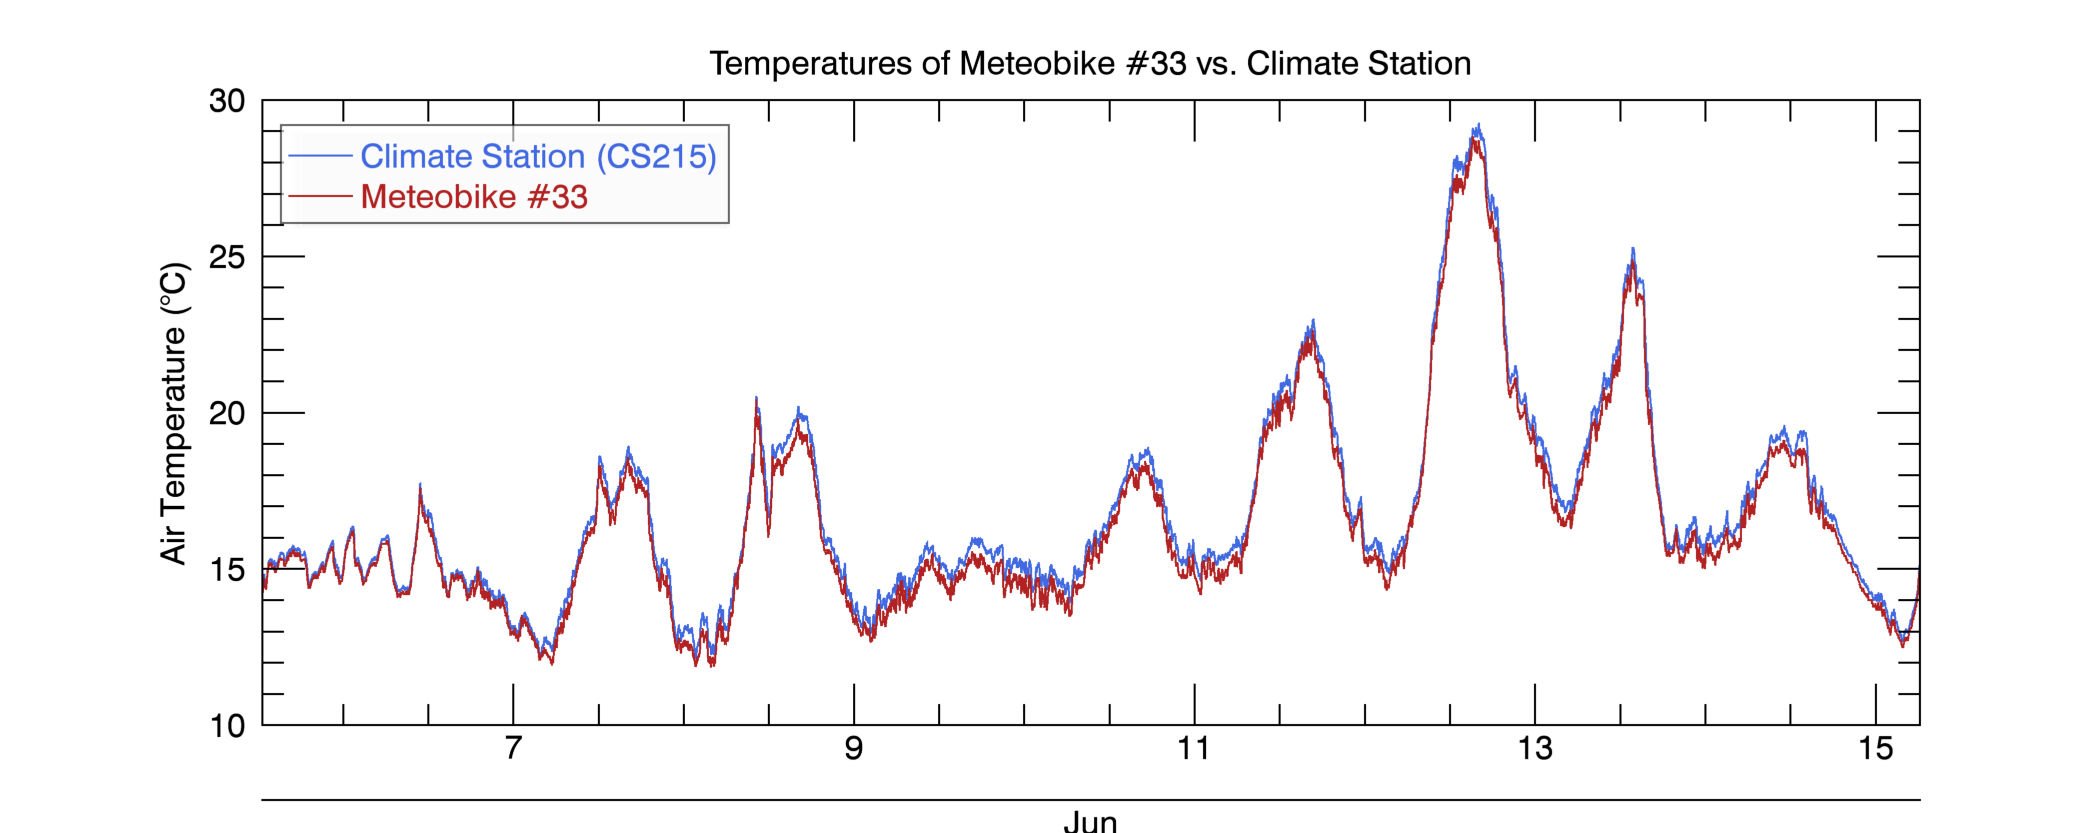 Temperatures of Meteobike #33 vs. Climate Station
30
25
20
15
10
Air Temperature (°C)
Climate Station (CS215)
Meteobike #33
7 9 11 13 15
Jun